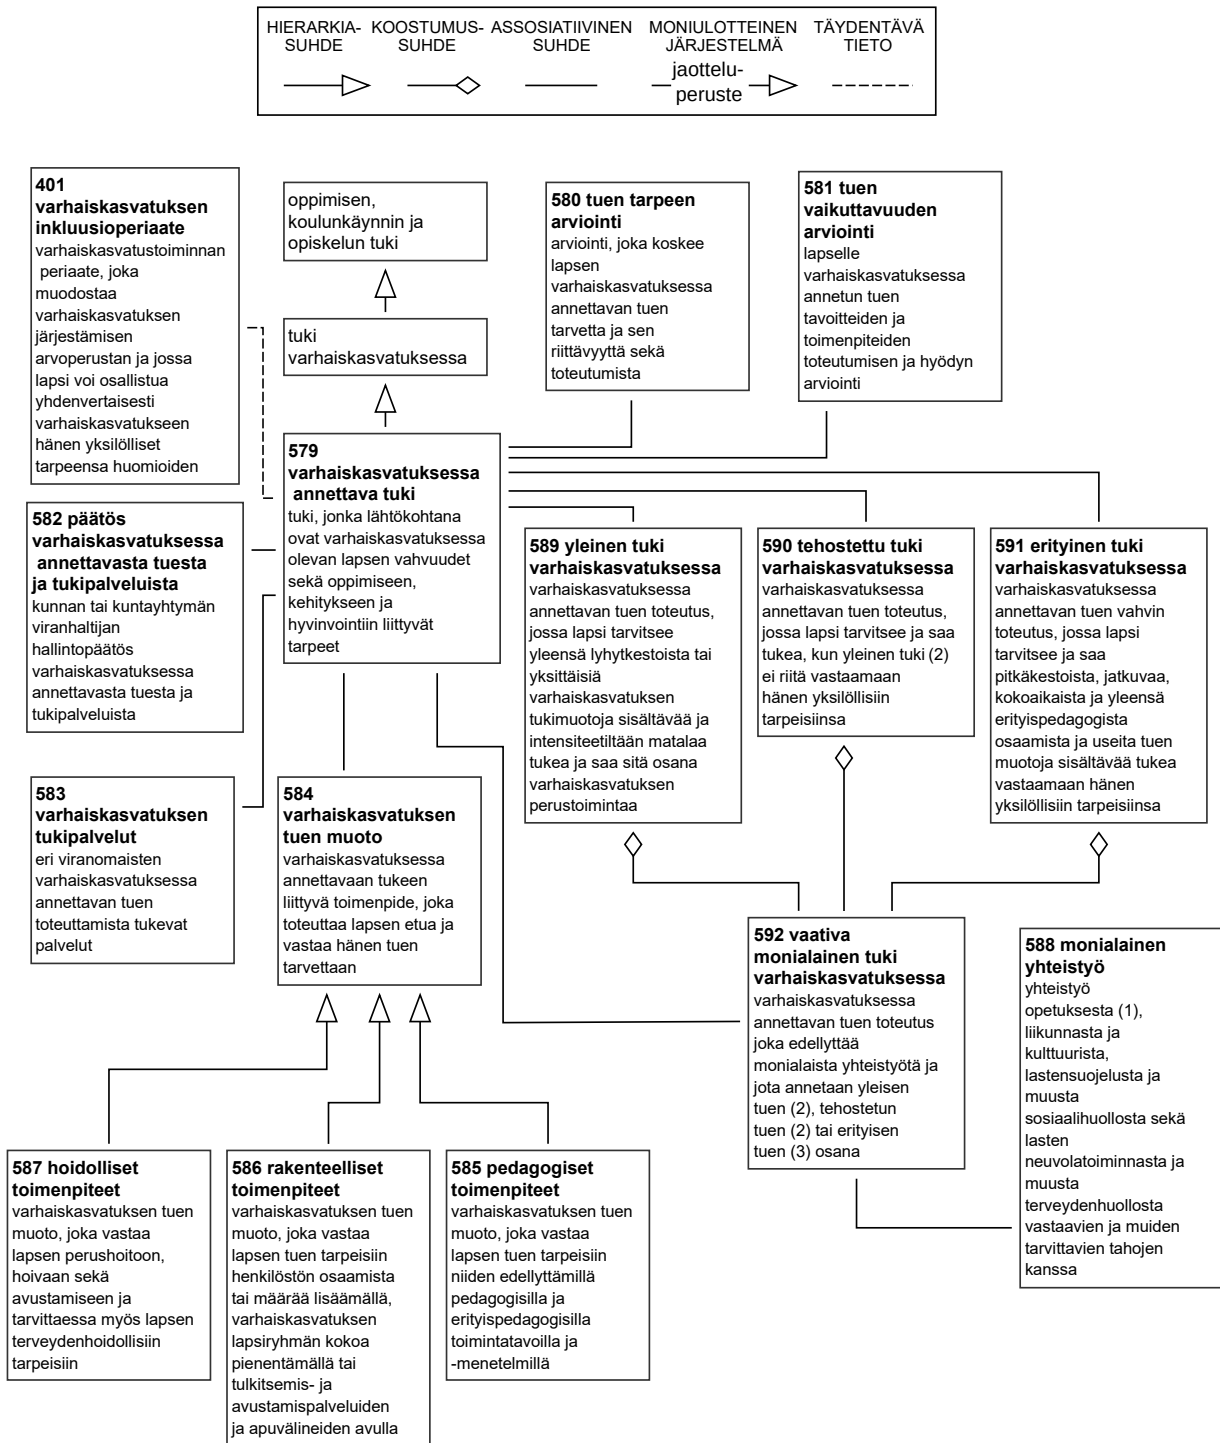 HIERARKIA-
SUHDE
KOOSTUMUS-
SUHDE
ASSOSIATIIVINEN
SUHDE
MONIULOTTEINEN
JÄRJESTELMÄ
TÄYDENTÄVÄ
TIETO
jaottelu-
peruste
401
varhaiskasvatuksen
inkluusioperiaate
varhaiskasvatustoiminnan
periaate, joka
muodostaa
varhaiskasvatuksen
järjestämisen
arvoperustan ja jossa
lapsi voi osallistua
yhdenvertaisesti
varhaiskasvatukseen
hänen yksilölliset
tarpeensa huomioiden
oppimisen,
koulunkäynnin ja
opiskelun tuki
tuki
varhaiskasvatuksessa
580 tuen tarpeen
arviointi
arviointi, joka koskee
lapsen
varhaiskasvatuksessa
annettavan tuen
tarvetta ja sen
riittävyyttä sekä
toteutumista
581 tuen
vaikuttavuuden
arviointi
lapselle
varhaiskasvatuksessa
annetun tuen
tavoitteiden ja
toimenpiteiden
toteutumisen ja hyödyn
arviointi
579
varhaiskasvatuksessa
annettava tuki
tuki, jonka lähtökohtana
ovat varhaiskasvatuksessa
olevan lapsen vahvuudet
sekä oppimiseen,
kehitykseen ja
hyvinvointiin liittyvät
tarpeet
582 päätös
varhaiskasvatuksessa
annettavasta tuesta
ja tukipalveluista
kunnan tai kuntayhtymän
viranhaltijan
hallintopäätös
varhaiskasvatuksessa
annettavasta tuesta ja
tukipalveluista
589 yleinen tuki
varhaiskasvatuksessa
varhaiskasvatuksessa
annettavan tuen toteutus,
jossa lapsi tarvitsee
yleensä lyhytkestoista tai
yksittäisiä
varhaiskasvatuksen
tukimuotoja sisältävää ja
intensiteetiltään matalaa
tukea ja saa sitä osana
varhaiskasvatuksen
perustoimintaa
590 tehostettu tuki
varhaiskasvatuksessa
varhaiskasvatuksessa
annettavan tuen toteutus,
jossa lapsi tarvitsee ja saa
tukea, kun yleinen tuki (2)
ei riitä vastaamaan
hänen yksilöllisiin
tarpeisiinsa
591 erityinen tuki
varhaiskasvatuksessa
varhaiskasvatuksessa
annettavan tuen vahvin
toteutus, jossa lapsi
tarvitsee ja saa
pitkäkestoista, jatkuvaa,
kokoaikaista ja yleensä
erityispedagogista
osaamista ja useita tuen
muotoja sisältävää tukea
vastaamaan hänen
yksilöllisiin tarpeisiinsa
583
varhaiskasvatuksen
tukipalvelut
eri viranomaisten
varhaiskasvatuksessa
annettavan tuen
toteuttamista tukevat
palvelut
584
varhaiskasvatuksen
tuen muoto
varhaiskasvatuksessa
annettavaan tukeen
liittyvä toimenpide, joka
toteuttaa lapsen etua ja
vastaa hänen tuen
tarvettaan
592 vaativa
monialainen tuki
varhaiskasvatuksessa
varhaiskasvatuksessa
annettavan tuen toteutus
joka edellyttää
monialaista yhteistyötä ja
jota annetaan yleisen
tuen (2), tehostetun
tuen (2) tai erityisen
tuen (3) osana
588 monialainen
yhteistyö
yhteistyö
opetuksesta (1),
liikunnasta ja
kulttuurista,
lastensuojelusta ja
muusta
sosiaalihuollosta sekä
lasten
neuvolatoiminnasta ja
muusta
terveydenhuollosta
vastaavien ja muiden
tarvittavien tahojen
kanssa
587 hoidolliset
toimenpiteet
varhaiskasvatuksen tuen
muoto, joka vastaa
lapsen perushoitoon,
hoivaan sekä
avustamiseen ja
tarvittaessa myös lapsen
terveydenhoidollisiin
tarpeisiin
586 rakenteelliset
toimenpiteet
varhaiskasvatuksen tuen
muoto, joka vastaa
lapsen tuen tarpeisiin
henkilöstön osaamista
tai määrää lisäämällä,
varhaiskasvatuksen
lapsiryhmän kokoa
pienentämällä tai
tulkitsemis- ja
avustamispalveluiden
ja apuvälineiden avulla
585 pedagogiset
toimenpiteet
varhaiskasvatuksen tuen
muoto, joka vastaa
lapsen tuen tarpeisiin
niiden edellyttämillä
pedagogisilla ja
erityispedagogisilla
toimintatavoilla ja
-menetelmillä